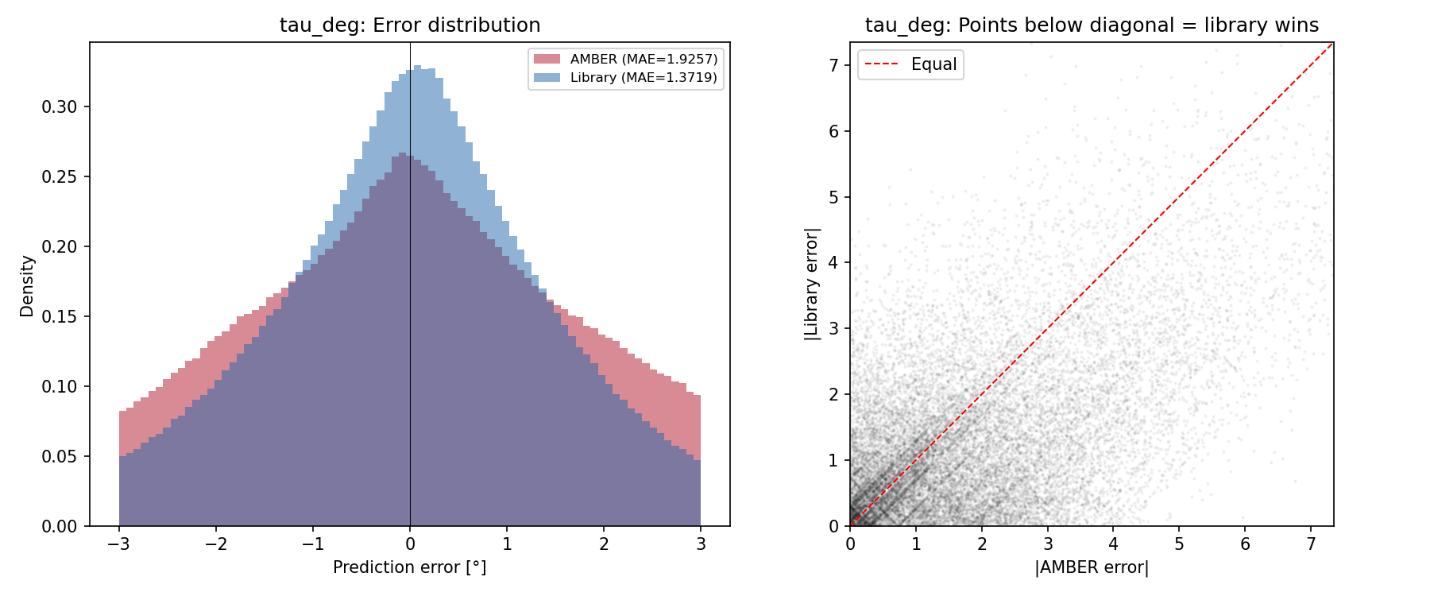 tau_deg: Error distribution
AMBER (MAE=1.9257)
Library (MAE=1.3719)
Density
0.30
0.25
0.20
0.15
0.10
0.05
0.00
−3 −2 −1 0 1 2 3
Prediction error [°]
tau_deg: Points below diagonal = library wins
Equal
|Library error|
7
6
5
4
3
2
1
0
0 1 2 3 4 5 6 7
|AMBER error|